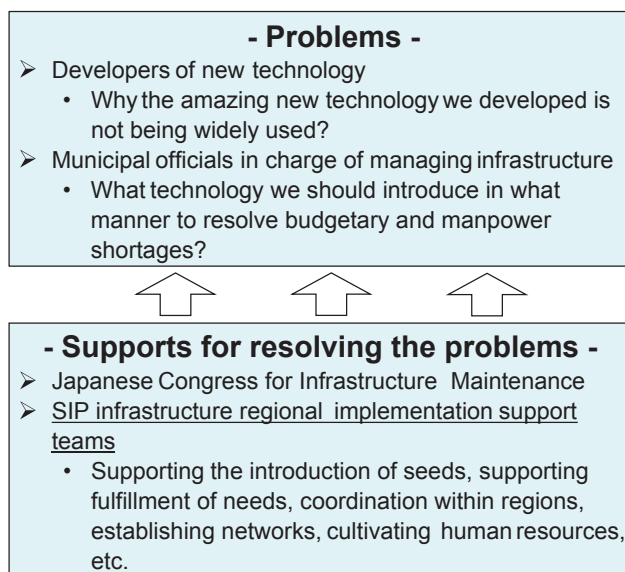 - Problems -
➢ Developers of new technology
• Why the amazing new technology we developed is
not being widely used?
➢ Municipal officials in charge of managing infrastructure
• What technology we should introduce in what
manner to resolve budgetary and manpower
shortages?
- Supports for resolving the problems -
➢ Japanese Congress for Infrastructure Maintenance
➢ SIP infrastructure regional implementation support
teams
• Supporting the introduction of seeds, supporting
fulfillment of needs, coordination within regions,
establishing networks, cultivating human resources,
etc.